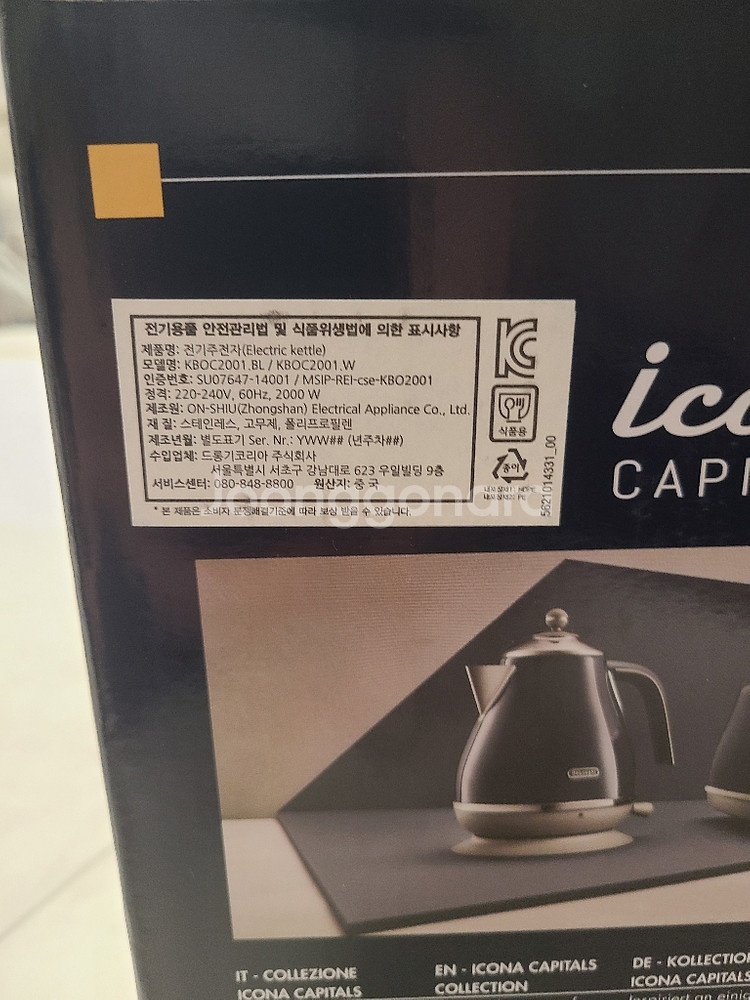 전기용품 안전관리법 및 식품위생법에 의한 표시사항
제품명: 전기주전자(Electric kettle)
모델명: KBOC2001.BL / KBOC2001.W
인증번호: SU07647-14001 / MSIP-REI-cse-KBO2001
정격: 220-240V, 60Hz, 2000 W
제조원: ON-SHIU(Zhongshan) Electrical Appliance Co., Ltd.
재 질: 스테인레스, 고무제, 폴리프로필렌
제조년월: 별도표기 Ser. Nr.: YWW## (년주차##)
수입업체: 드롱기코리아 주식회사
서울특별시 서초구 강남대로 623 우일빌딩 9층
서비스센터: 080-848-8800 원산지: 중 국
* 본 제품은 소비자 분쟁해결기준에 따라 보상 받을 수 있습니다.
식품용
종이
5621014331_00
joonggonara
ico
CAPI
DELONGHI
IT - COLLEZIONE
ICONA CAPITALS
EN - ICONA CAPITALS
COLLECTION
DE - KOLLECTION
ICONA CAPITALS